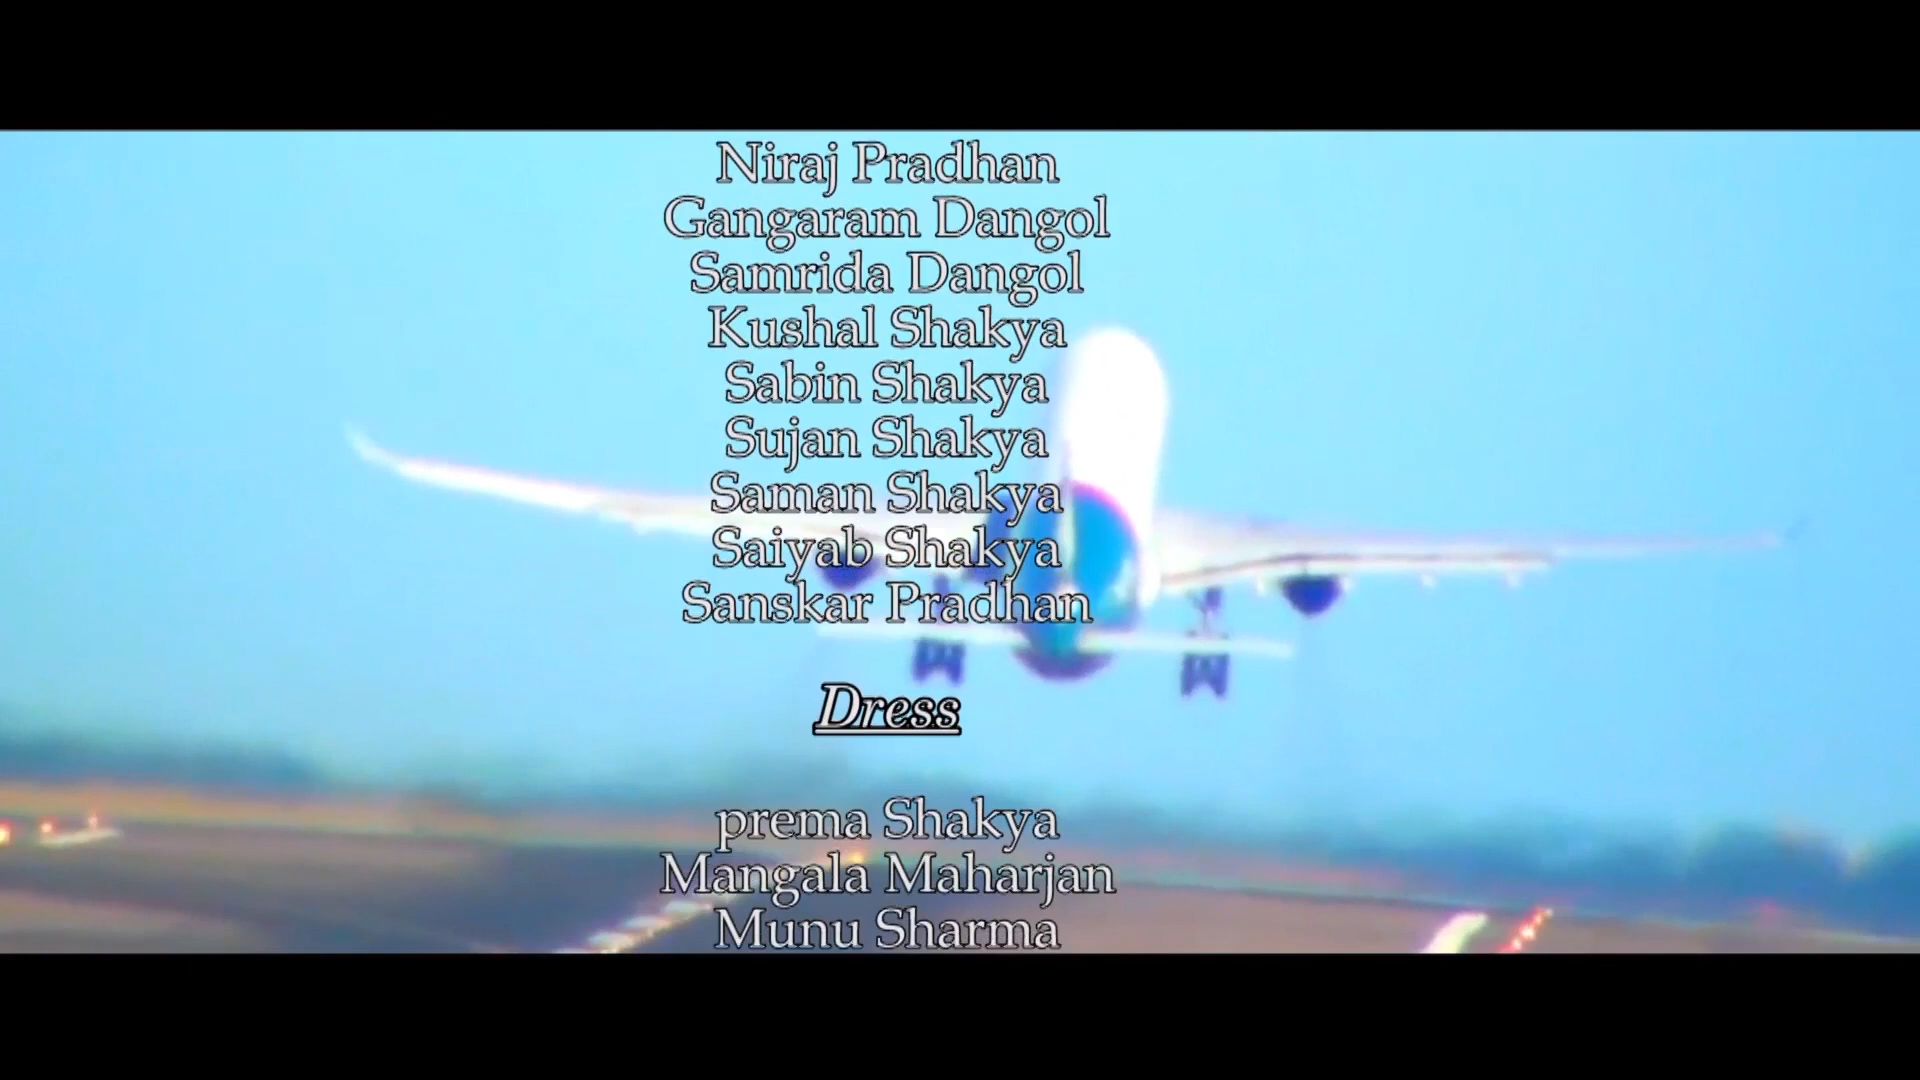 Niraj Pradhan
Gangaram Dangol
Samrida Dangol
Kushal Shakya
Sabin Shakya
Sujan Shakya
Saman Shakya
Saiyab Shakya
Sanskar Pradhan
Dress
prema Shakya
Mangala Maharjan
Munu Sharma